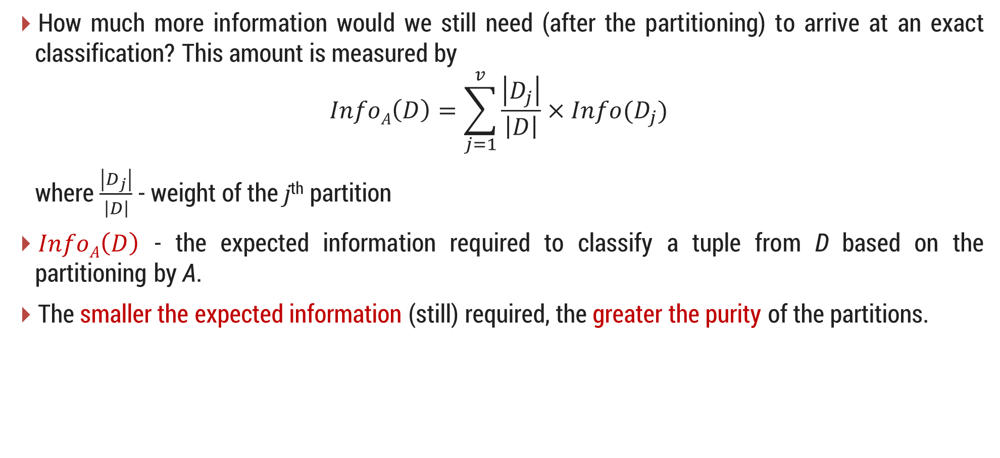 How much more information would we still need (after the partitioning) to arrive at an exact
classification? This amount is measured by
Info_A(D) = \sum_{j=1}^{v} \frac{|D_j|}{|D|} × Info(D_j)
where \frac{|D_j|}{|D|} - weight of the j^{th} partition
Info_A(D) - the expected information required to classify a tuple from D based on the
partitioning by A.
The smaller the expected information (still) required, the greater the purity of the partitions.